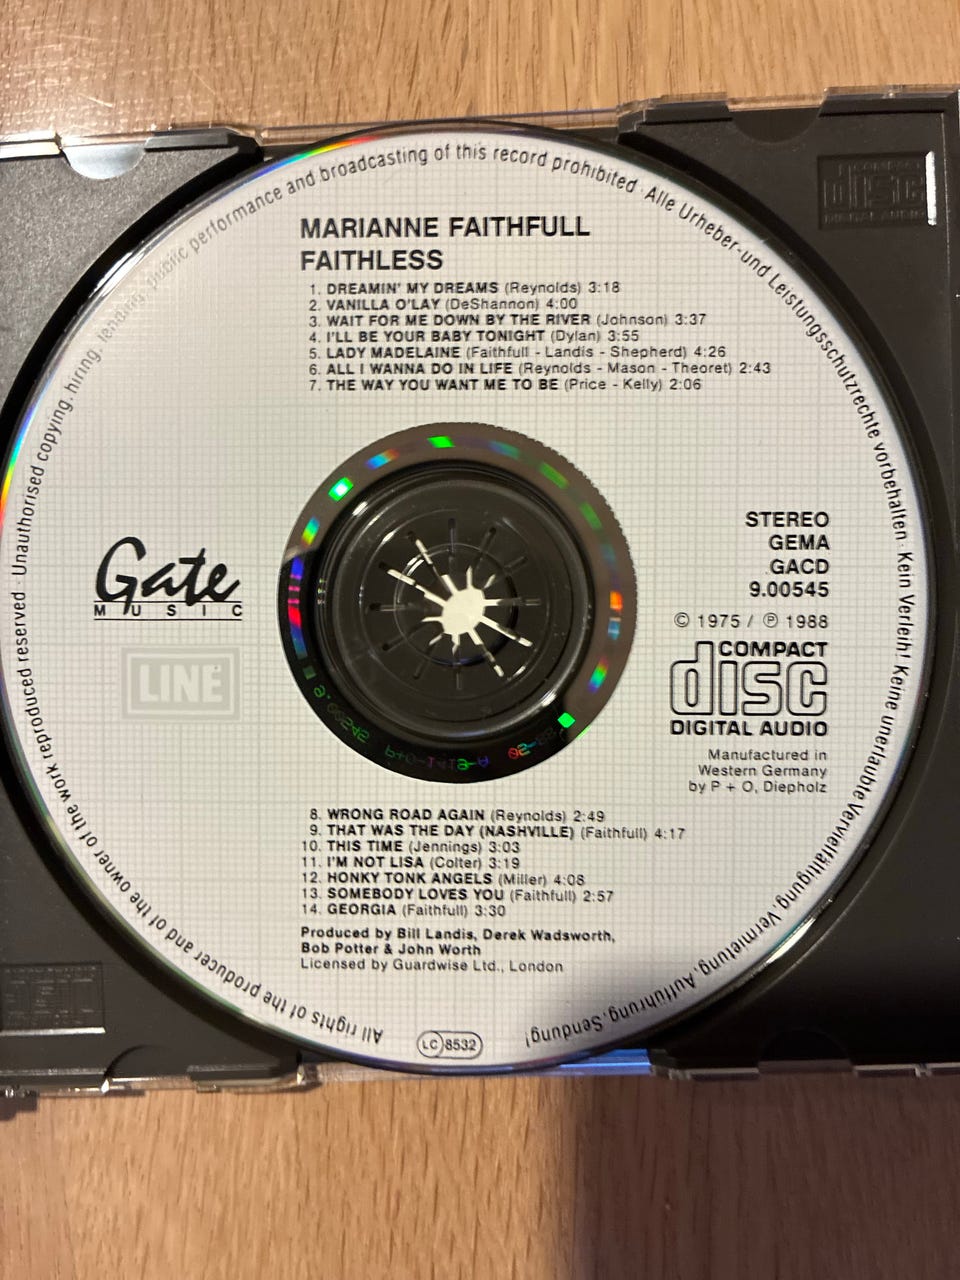 MARIANNE FAITHFULL
FAITHLESS
1. DREAMIN' MY DREAMS (Reynolds) 3:18
2. VANILLA O'LAY (DeShannon) 4:00
3. WAIT FOR ME DOWN BY THE RIVER (Johnson) 3:37
4. I'LL BE YOUR BABY TONIGHT (Dylan) 3:55
5. LADY MADELAINE (Faithfull - Landis - Shepherd) 4:26
6. ALL I WANNA DO IN LIFE (Reynolds - Mason - Theoret) 2:43
7. THE WAY YOU WANT ME TO BE (Price - Kelly) 2:06
Gate
MUSIC
LINE
STEREO
GEMA
GACD
9.00545
© 1975 / ℗ 1988
COMPACT
disc
DIGITAL AUDIO
Manufactured in
Western Germany
by P + O, Diepholz
8. WRONG ROAD AGAIN (Reynolds) 2:49
9. THAT WAS THE DAY (NASHVILLE) (Faithfull) 4:17
10. THIS TIME (Jennings) 3:03
11. I'M NOT LISA (Colter) 3:19
12. HONKY TONK ANGELS (Miller) 4:08
13. SOMEBODY LOVES YOU (Faithfull) 2:57
14. GEORGIA (Faithfull) 3:30
Produced by Bill Landis, Derek Wadsworth,
Bob Potter & John Worth
Licensed by Guardwise Ltd., London
LC 8532
All rights of the producer and of the owner of the work reproduced reserved · Unauthorised copying, hiring, lending, public performance and broadcasting of this record prohibited · Alle Urheber- und Leistungsschutzrechte vorbehalten · Kein Verleih! Keine unerlaubte Vervielfältigung, Vermietung, Aufführung, Sendung!
9.00545 P+O-1419-A
COMPACT
disc
DIGITAL AUDIO